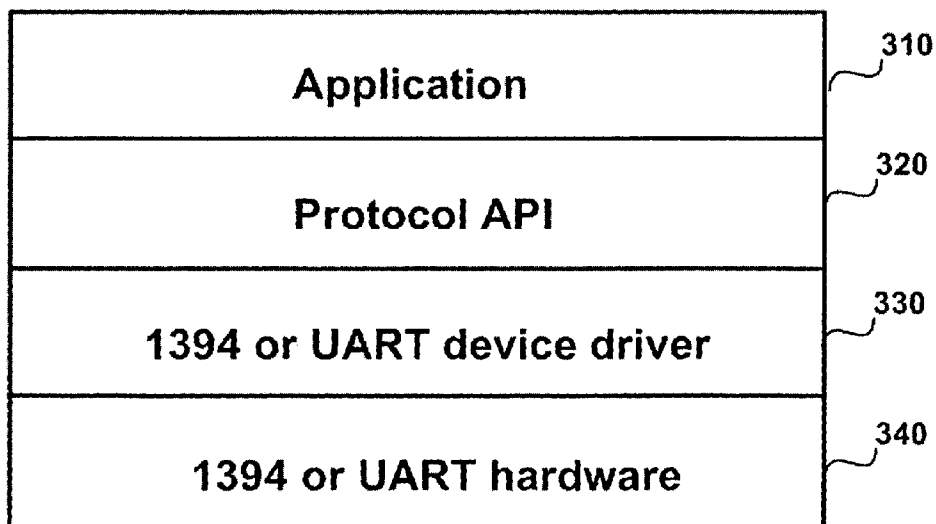 310
Application
320
Protocol API
330
1394 or UART device driver
340
1394 or UART hardware